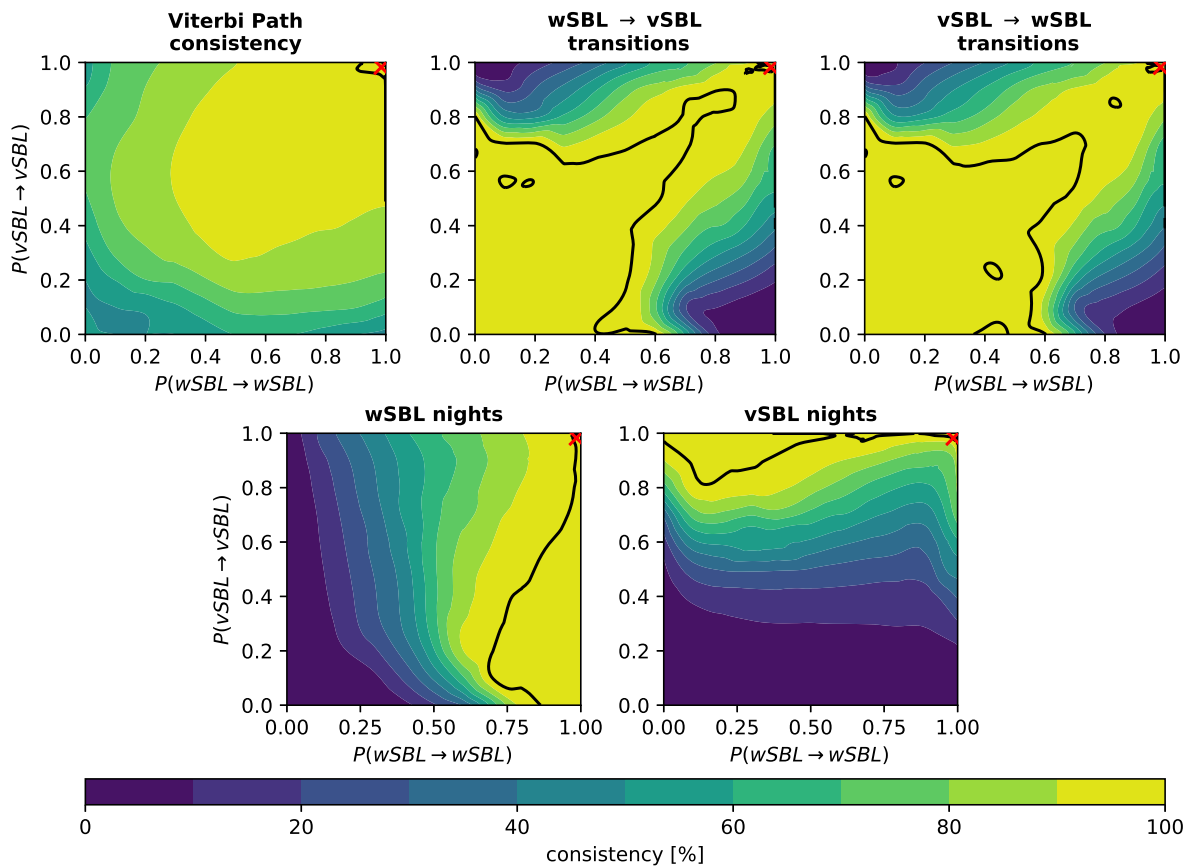 Viterbi Path
consistency
wSBL → vSBL
transitions
vSBL → wSBL
transitions
P(vSBL → vSBL)
1.0
0.8
0.6
0.4
0.2
0.0
0.0 0.2 0.4 0.6 0.8 1.0
P(wSBL → wSBL)
1.0
0.8
0.6
0.4
0.2
0.0
0.0 0.2 0.4 0.6 0.8 1.0
P(wSBL → wSBL)
1.0
0.8
0.6
0.4
0.2
0.0
0.0 0.2 0.4 0.6 0.8 1.0
P(wSBL → wSBL)
wSBL nights
P(vSBL → vSBL)
1.0
0.8
0.6
0.4
0.2
0.0
0.00 0.25 0.50 0.75 1.00
P(wSBL → wSBL)
vSBL nights
1.0
0.8
0.6
0.4
0.2
0.0
0.00 0.25 0.50 0.75 1.00
P(wSBL → wSBL)
0 20 40 60 80 100
consistency [%]